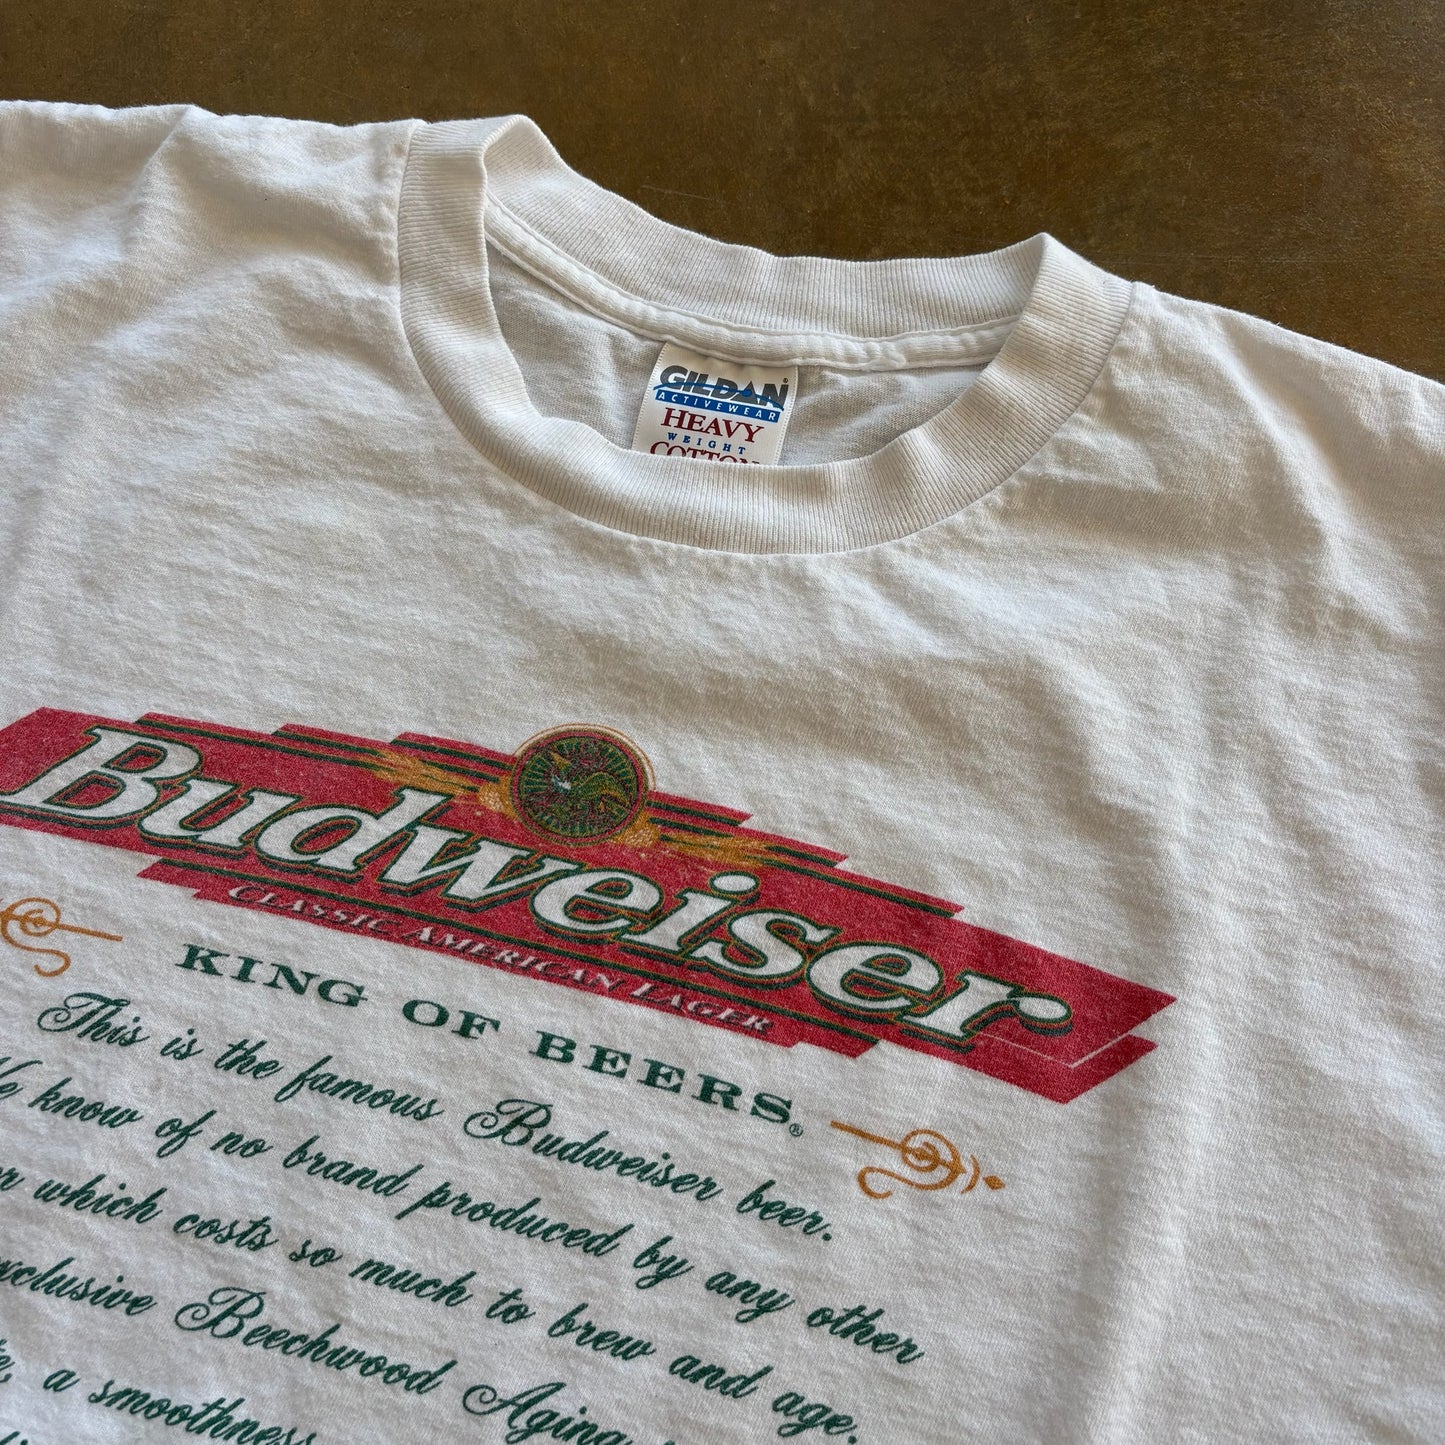 GILDAN®
ACTIVEWEAR
HEAVY
WEIGHT
COTTON
Budweiser
CLASSIC AMERICAN LAGER
KING OF BEERS®
This is the famous Budweiser beer.
We know of no brand produced by any other
which costs so much to brew and age.
Beechwood Aging
a smoothness